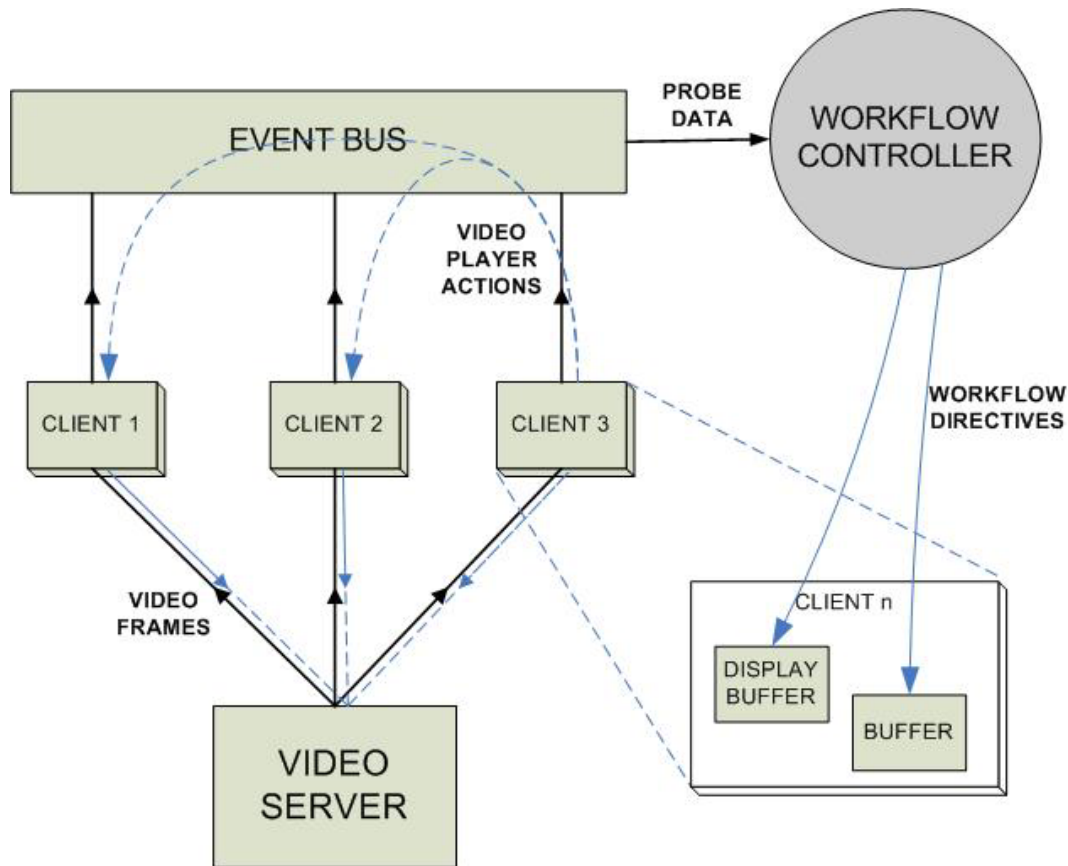 PROBE
DATA
EVENT BUS
WORKFLOW
CONTROLLER
VIDEO
PLAYER
ACTIONS
CLIENT 1
CLIENT 2
CLIENT 3
WORKFLOW
DIRECTIVES
VIDEO
FRAMES
CLIENT n
DISPLAY
BUFFER
BUFFER
VIDEO
SERVER